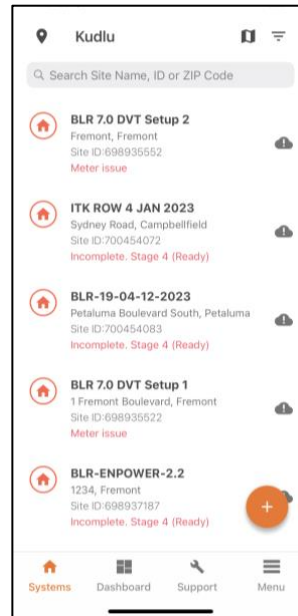 Kudlu
Search Site Name, ID or ZIP Code
BLR 7.0 DVT Setup 2
Fremont, Fremont
Site ID:698935552
Meter issue
ITK ROW 4 JAN 2023
Sydney Road, Campbellfield
Site ID:700454072
Incomplete. Stage 4 (Ready)
BLR-19-04-12-2023
Petaluma Boulevard South, Petaluma
Site ID:700454083
Incomplete. Stage 4 (Ready)
BLR 7.0 DVT Setup 1
1 Fremont Boulevard, Fremont
Site ID:698935522
Meter issue
BLR-ENPOWER-2.2
1234, Fremont
Site ID:698937187
Incomplete. Stage 4 (Ready)
Systems Dashboard Support Menu